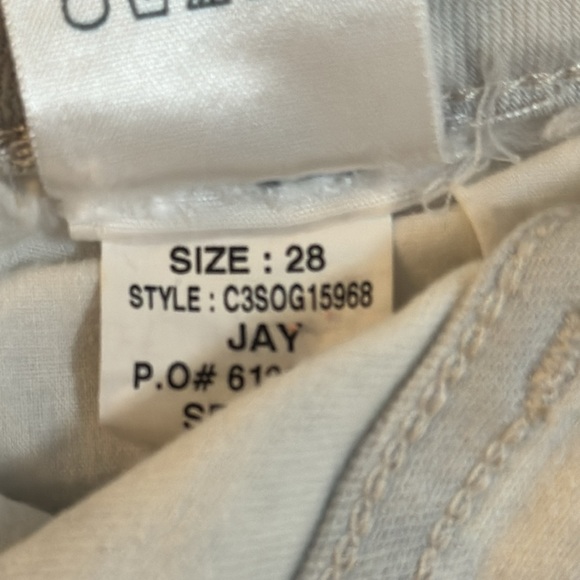 SIZE : 28
STYLE : C3SOG15968
JAY
P.O#